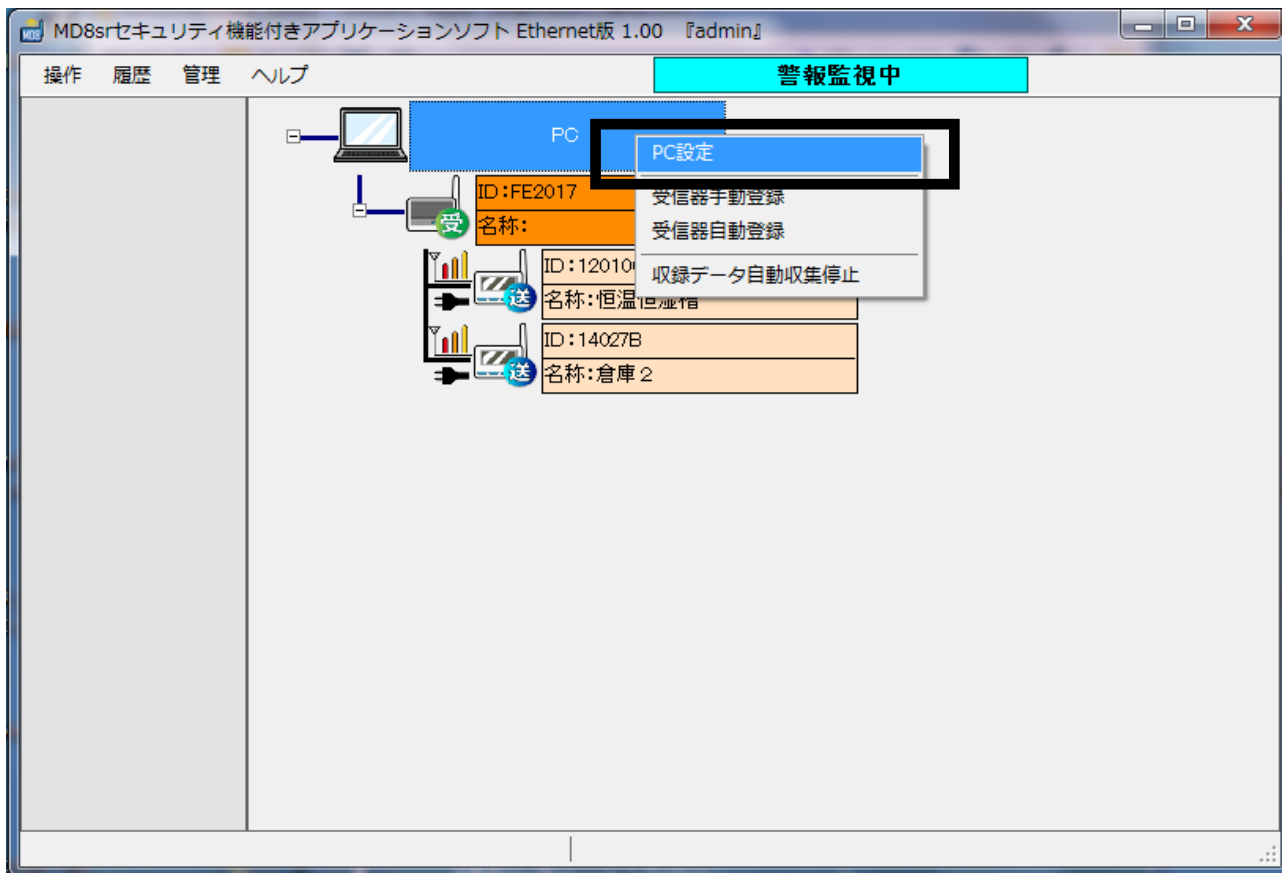 MD8 MD8srセキュリティ機能付きアプリケーションソフト Ethernet版 1.00 『admin』
操作 履歴 管理 ヘルプ 警報監視中
PC
PC設定
受信器手動登録
受信器自動登録
収録データ自動収集停止
受 ID:FE2017
名称:
ID:12010
送 名称:恒温恒湿槽
ID:14027B
送 名称:倉庫2